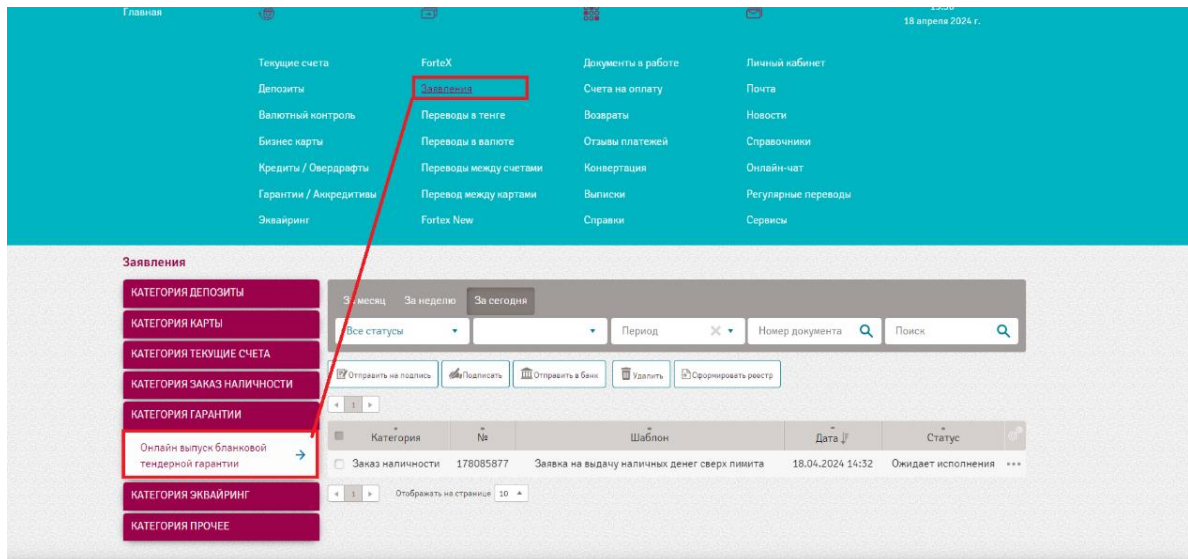 Главная
18 апреля 2024 г.
Текущие счета
FortеX
Документы в работе
Личный кабинет
Депозиты
Заявления
Счета на оплату
Почта
Валютный контроль
Переводы в тенге
Возвраты
Новости
Бизнес карты
Переводы в валюте
Отзывы платежей
Справочники
Кредиты / Овердрафты
Переводы между счетами
Конвертация
Онлайн-чат
Гарантии / Аккредитивы
Перевод между картами
Выписки
Регулярные переводы
Эквайринг
Fortex New
Справки
Сервисы
Заявления
КАТЕГОРИЯ ДЕПОЗИТЫ
КАТЕГОРИЯ КАРТЫ
КАТЕГОРИЯ ТЕКУЩИЕ СЧЕТА
КАТЕГОРИЯ ЗАКАЗ НАЛИЧНОСТИ
КАТЕГОРИЯ ГАРАНТИИ
Онлайн выпуск бланковой
тендерной гарантии
КАТЕГОРИЯ ЭКВАЙРИНГ
КАТЕГОРИЯ ПРОЧЕЕ
За месяц
За неделю
За сегодня
Все статусы
Период
Номер документа
Поиск
Отправить на подпись
Подписать
Отправить в банк
Удалить
Сформировать реестр
1
Категория
№
Шаблон
Дата
Статус
Заказ наличности
178085877
Заявка на выдачу наличных денег сверх лимита
18.04.2024 14:32
Ожидает исполнения
1
Отображать на странице
10